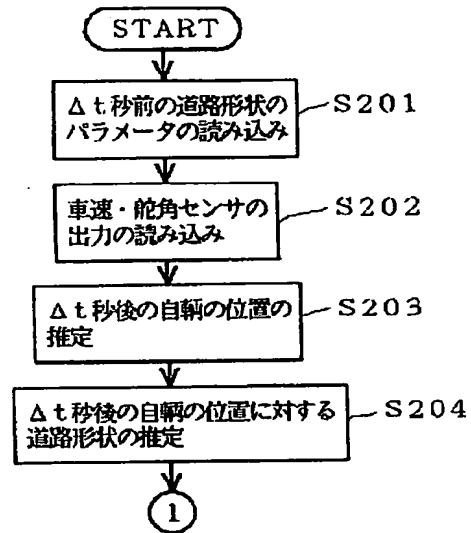 START
Δt秒前の道路形状の
パラメータの読み込み
S201
車速・舵角センサの
出力の読み込み
S202
Δt秒後の自輌の位置の
推定
S203
Δt秒後の自輌の位置に対する
道路形状の推定
S204
1